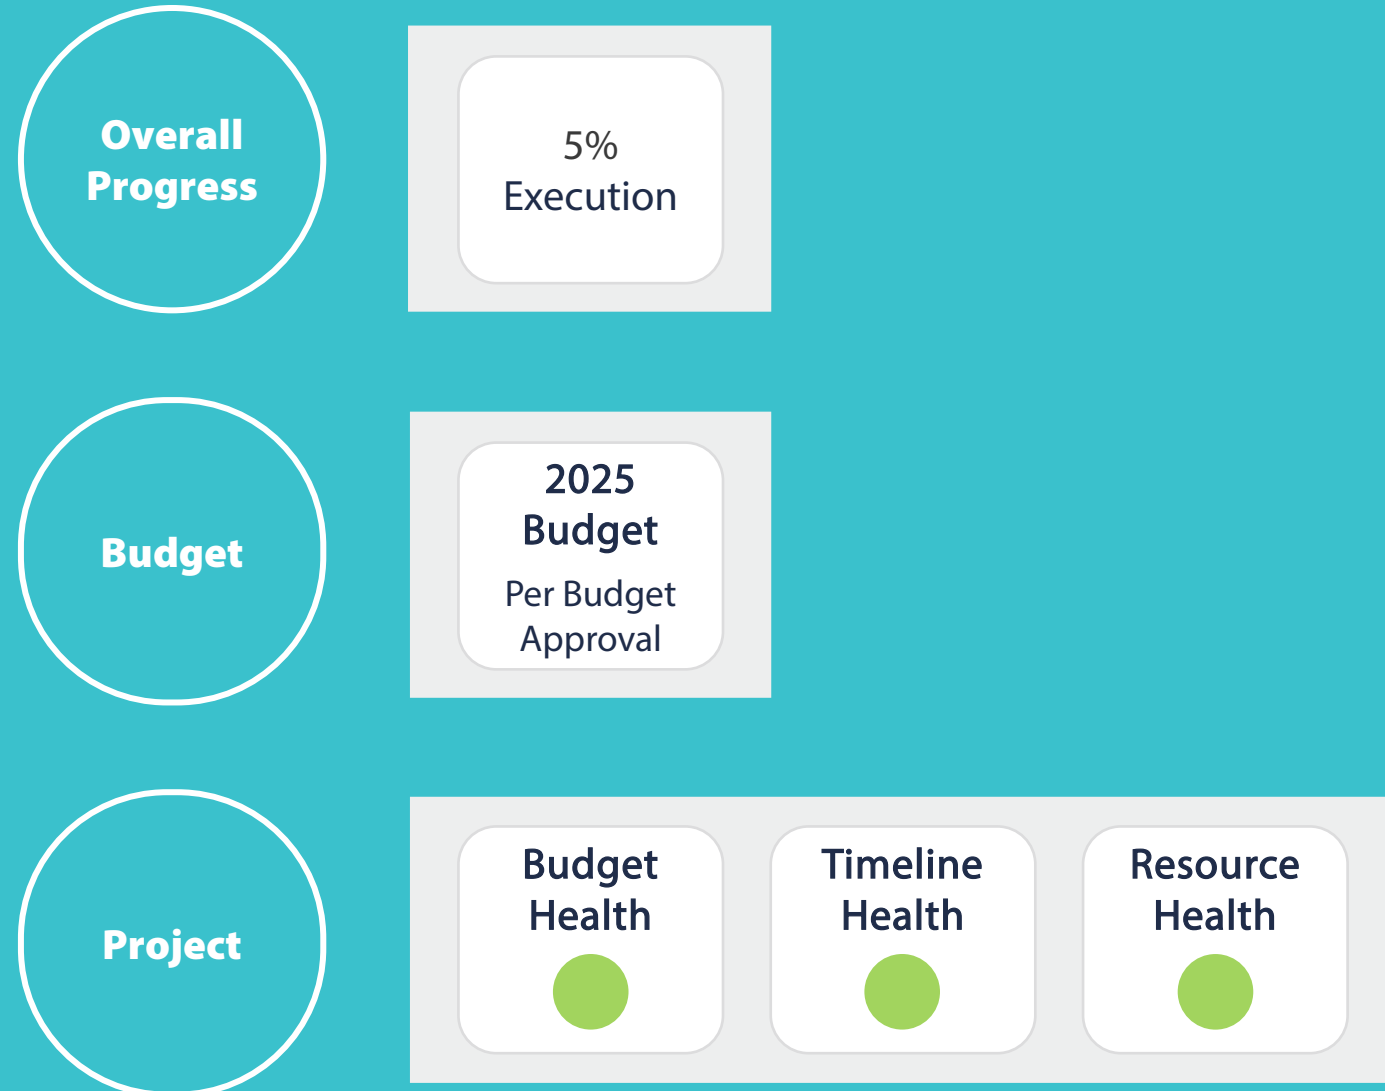 Overall
Progress
5%
Execution
Budget
2025
Budget
Per Budget
Approval
Project
Budget
Health
Timeline
Health
Resource
Health